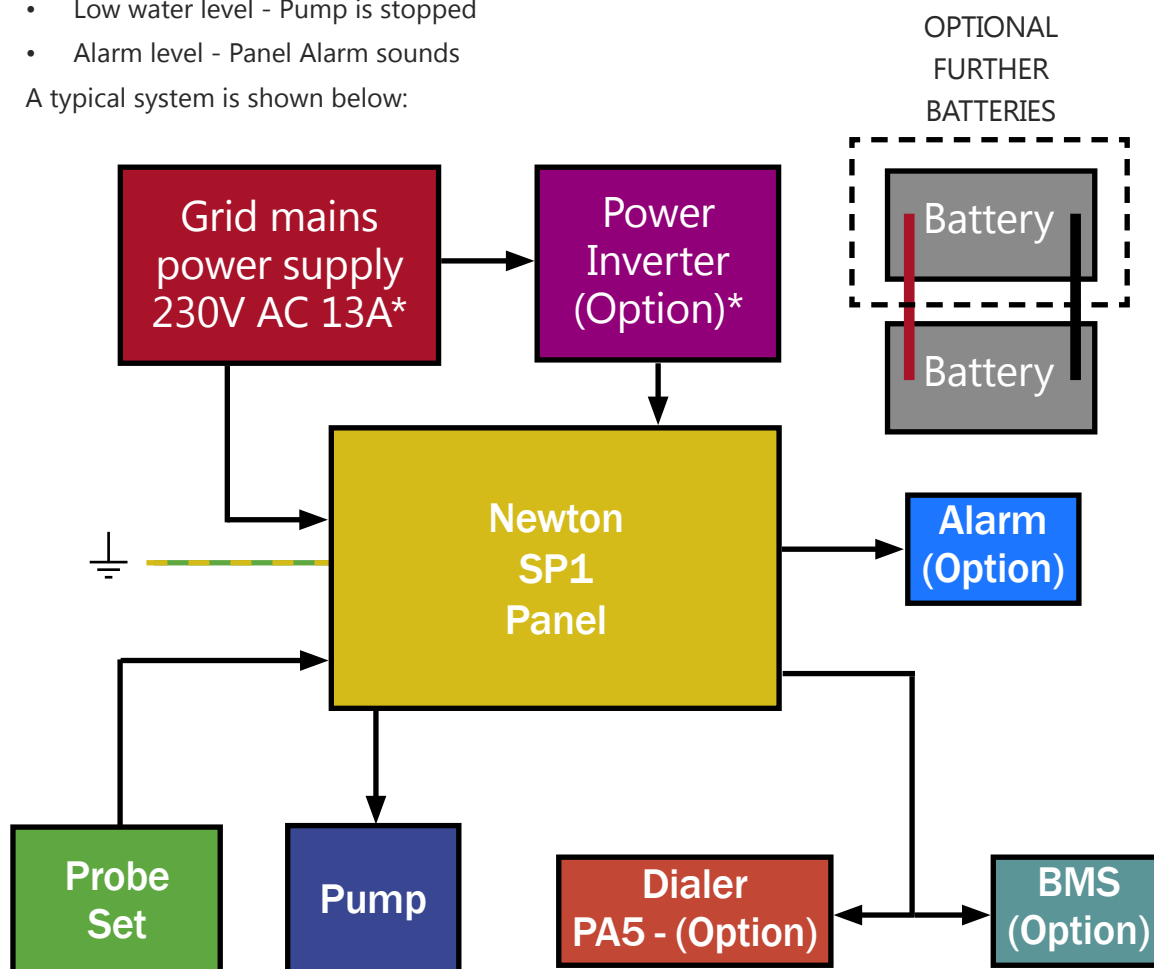 • Low water level - Pump is stopped
• Alarm level - Panel Alarm sounds
A typical system is shown below:
OPTIONAL
FURTHER
BATTERIES
Grid mains
power supply
230V AC 13A*
Power
Inverter
(Option)*
Battery
Battery
Newton
SP1
Panel
Alarm
(Option)
Probe
Set
Pump
Dialer
PA5 - (Option)
BMS
(Option)